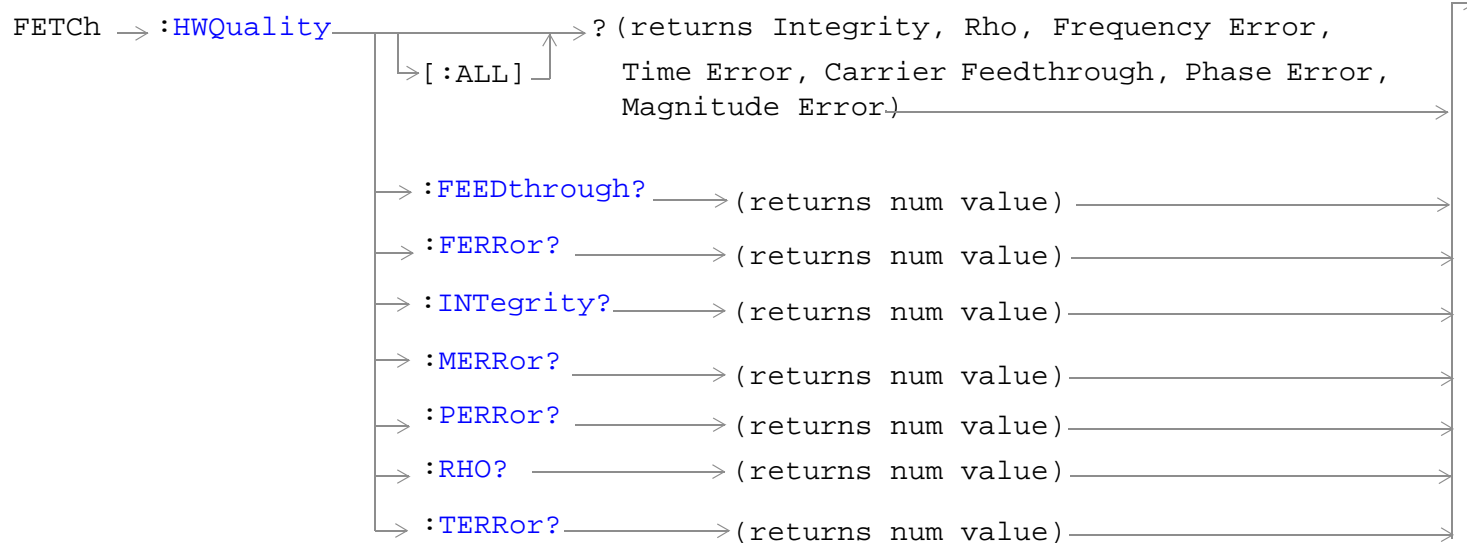 FETCh :HWQuality ? (returns Integrity, Rho, Frequency Error,
[:ALL] Time Error, Carrier Feedthrough, Phase Error,
Magnitude Error)
:FEEDthrough? (returns num value)
:FERRor? (returns num value)
:INTegrity? (returns num value)
:MERRor? (returns num value)
:PERRor? (returns num value)
:RHO? (returns num value)
:TERRor? (returns num value)